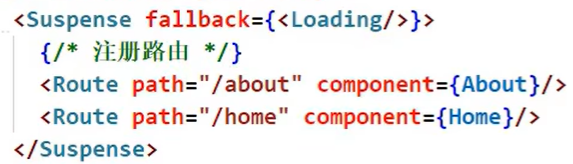 <Suspense fallback={<Loading/>}>
{/* 注册路由 */}
<Route path="/about" component={About}/>
<Route path="/home" component={Home}/>
</Suspense>